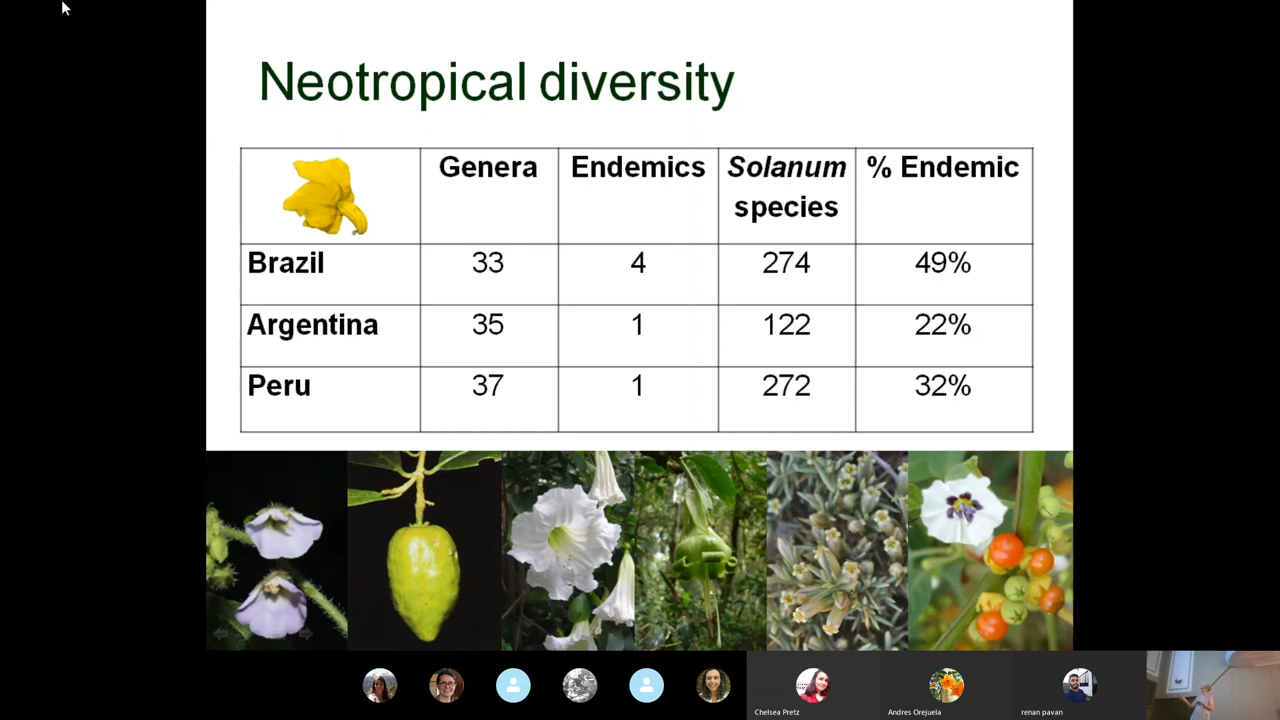 Neotropical diversity
Genera Endemics Solanum species % Endemic
Brazil 33 4 274 49%
Argentina 35 1 122 22%
Peru 37 1 272 32%
Chelsea Pretz
Andres Orejuela
renan pavan